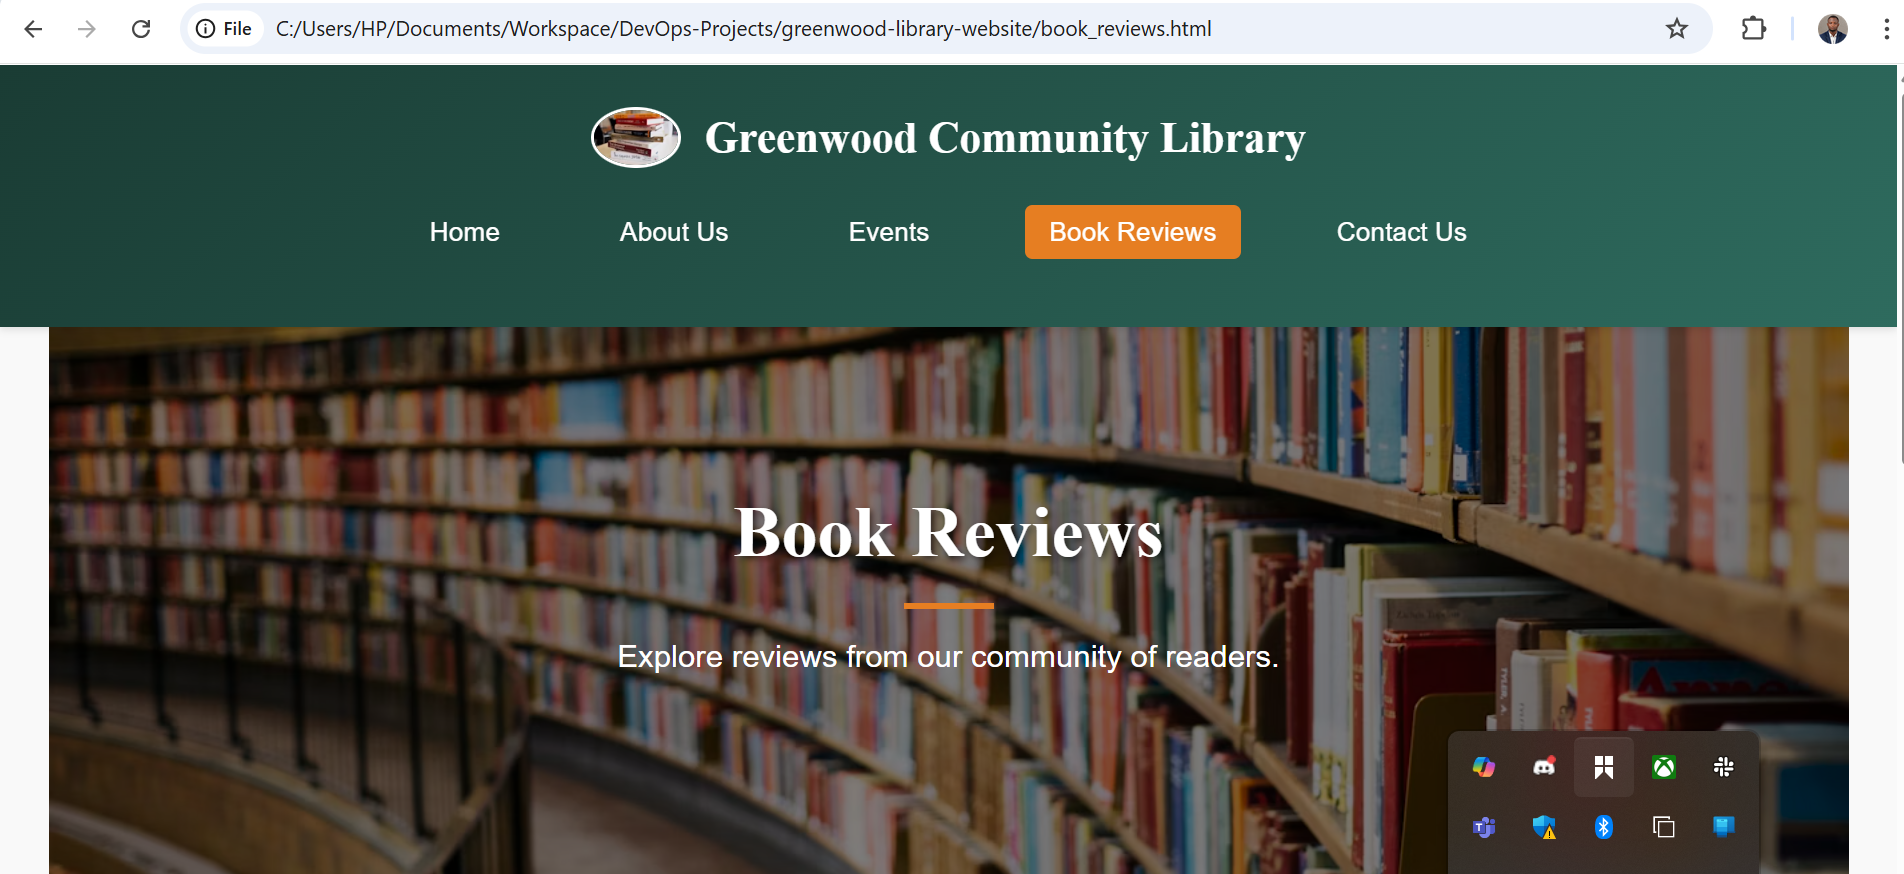 File C:/Users/HP/Documents/Workspace/DevOps-Projects/greenwood-library-website/book_reviews.html
Greenwood Community Library
Home About Us Events Book Reviews Contact Us
Book Reviews
Explore reviews from our community of readers.